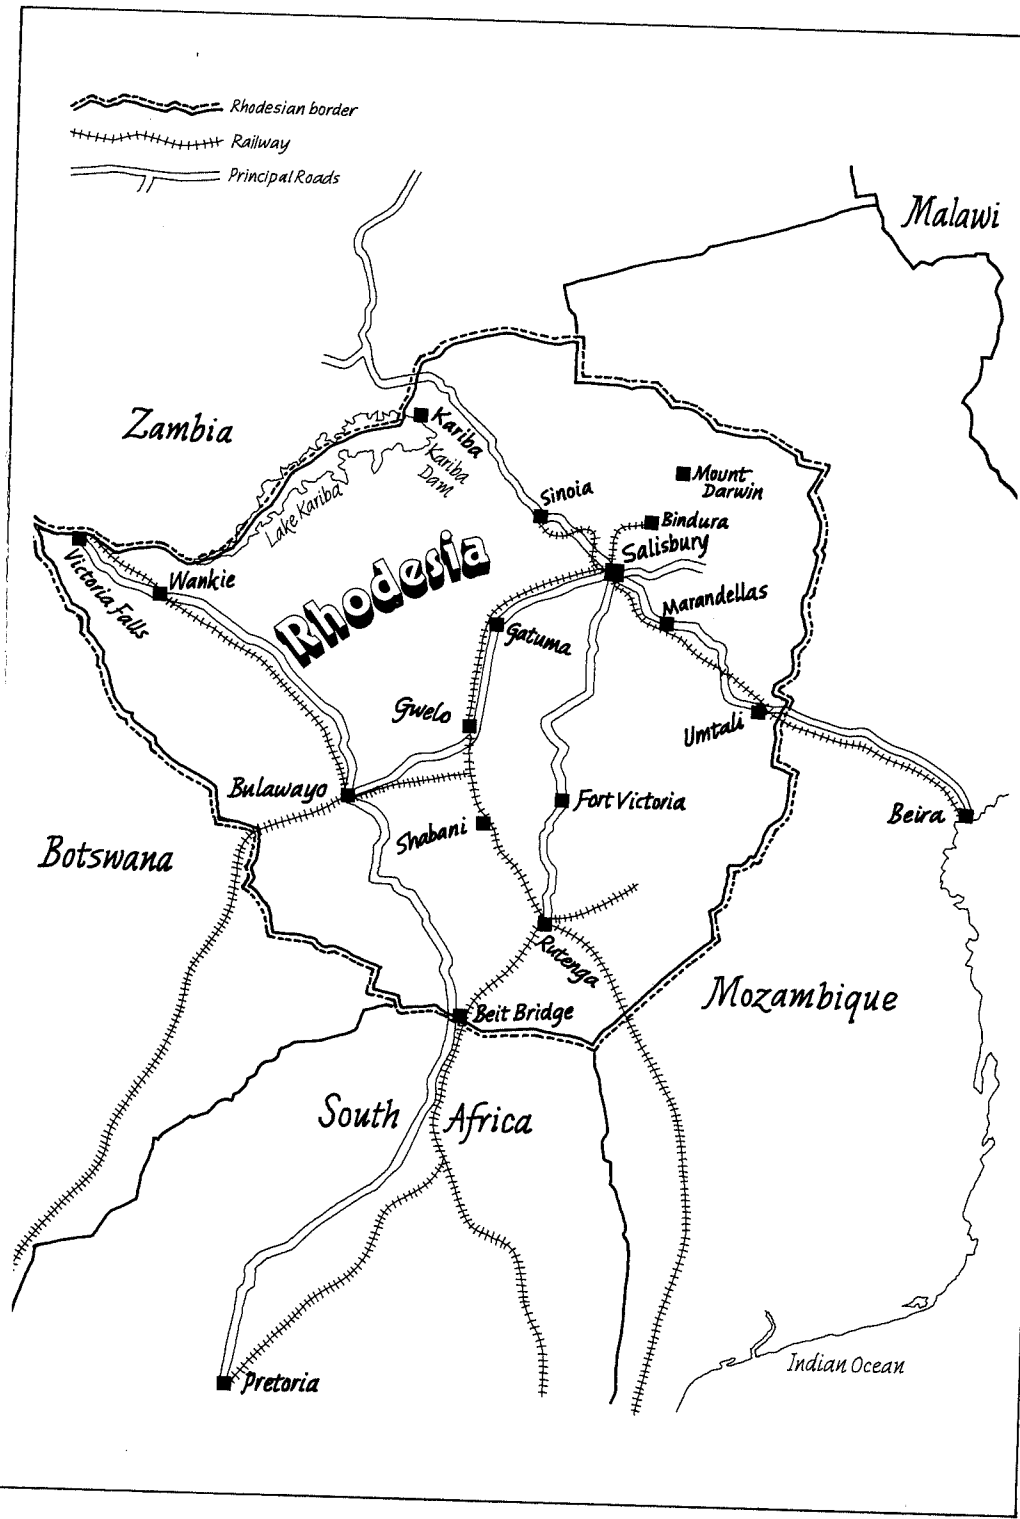 Rhodesian border
Railway
Principal Roads
Malawi
Zambia
Kariba
Kariba
Dam
Lake Kariba
Mount
Darwin
Sinoia
Bindura
Salisbury
Victoria Falls
Wankie
Rhodesia
Marandellas
Gatuma
Gwelo
Umtali
Bulawayo
Fort Victoria
Beira
Shabani
Botswana
Rutenga
Mozambique
Beit Bridge
South Africa
Indian Ocean
Pretoria